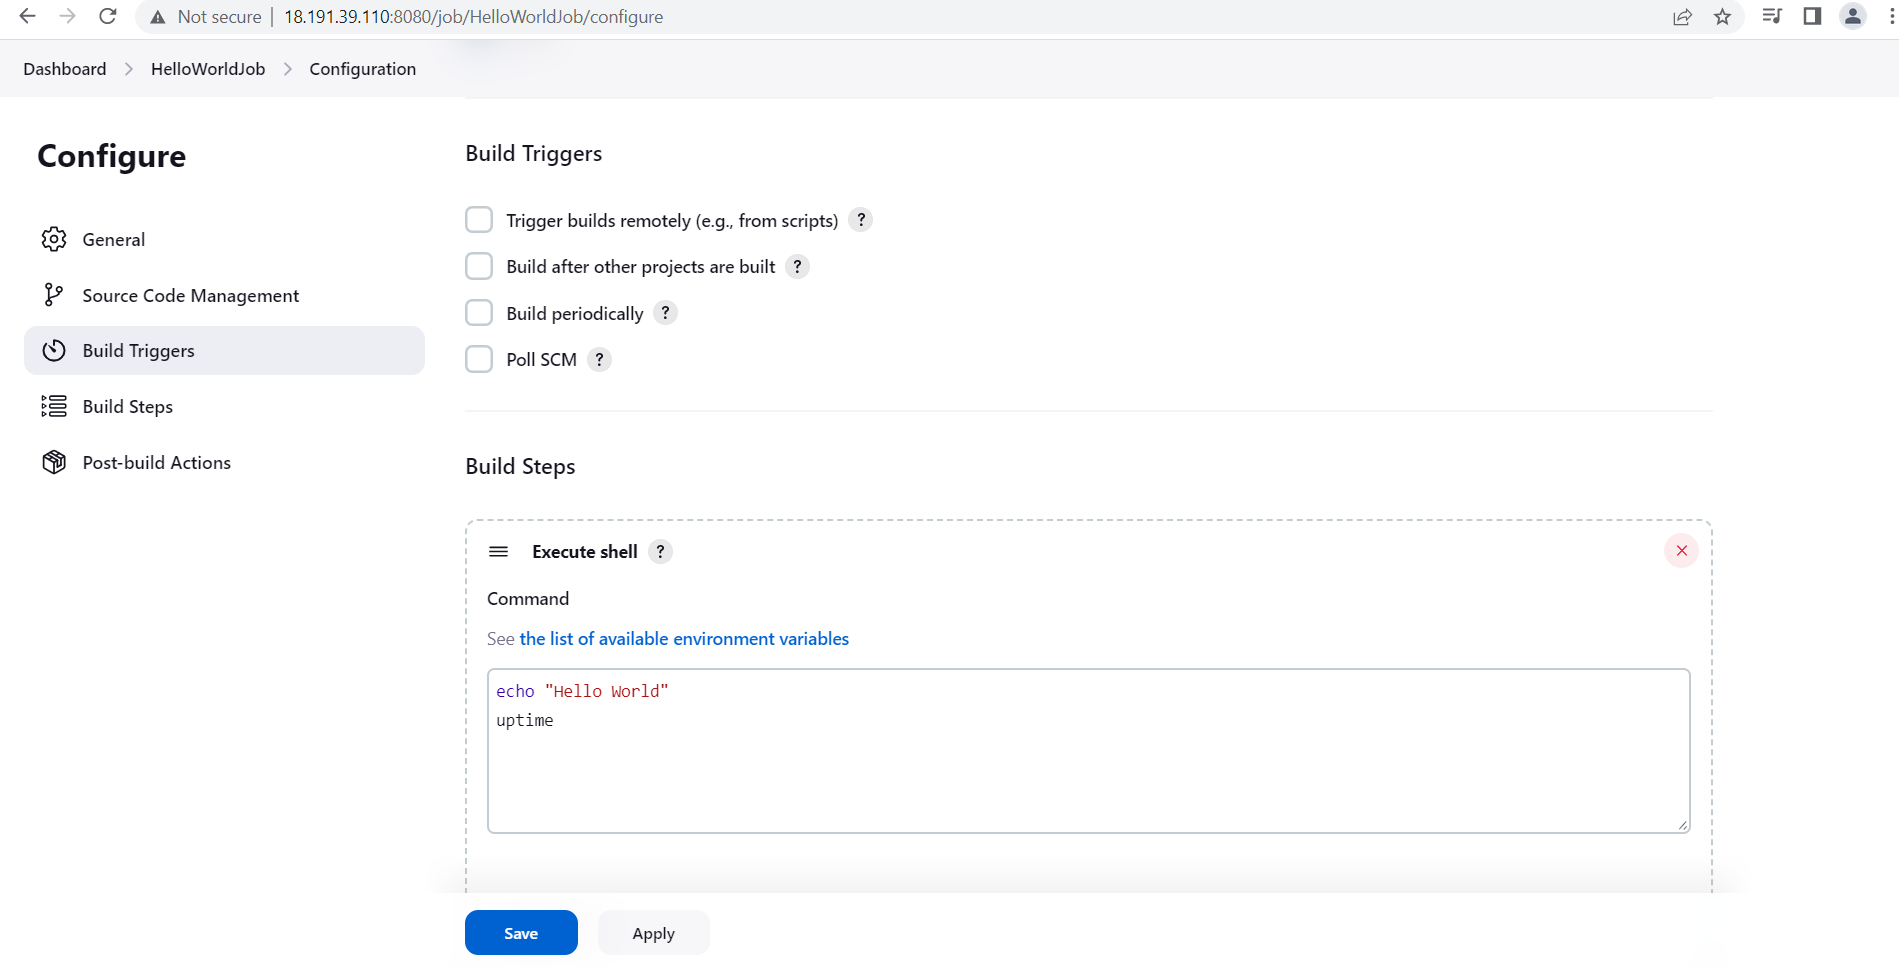 Not secure | 18.191.39.110:8080/job/HelloWorldJob/configure
Dashboard > HelloWorldJob > Configuration
Configure
General
Source Code Management
Build Triggers
Build Steps
Post-build Actions
Build Triggers
Trigger builds remotely (e.g., from scripts) ?
Build after other projects are built ?
Build periodically ?
Poll SCM ?
Build Steps
Execute shell ?
Command
See the list of available environment variables
echo "Hello World"
uptime
Save
Apply